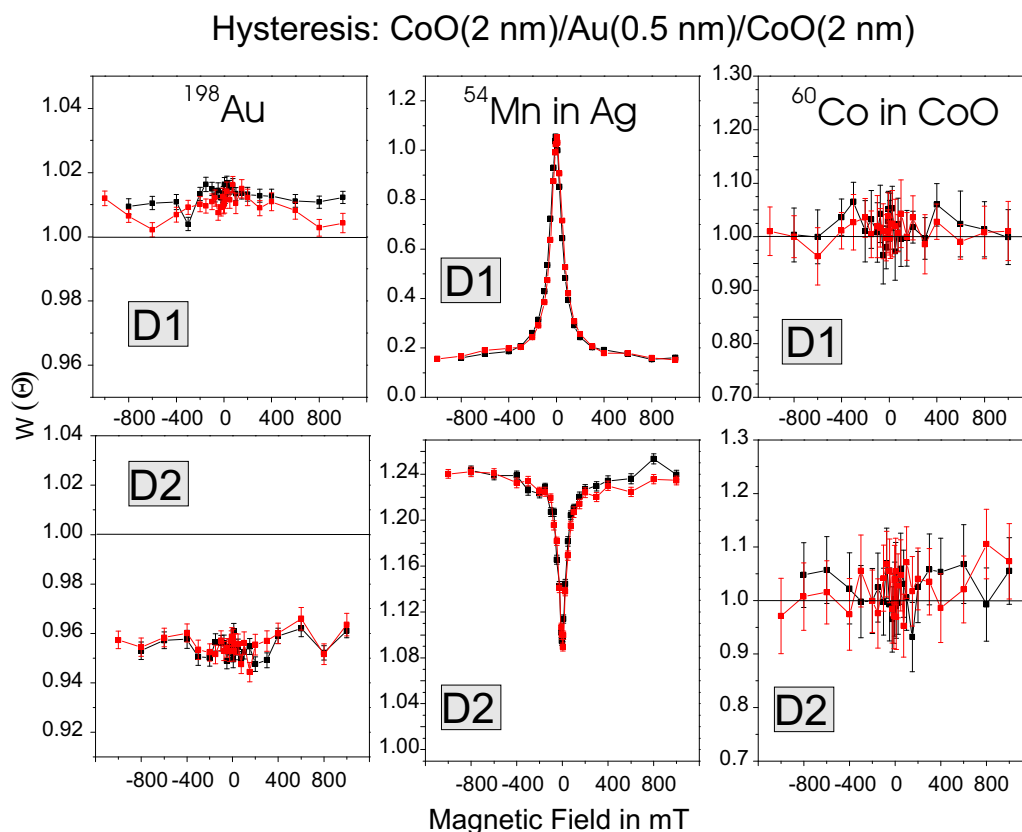 Hysteresis: CoO(2 nm)/Au(0.5 nm)/CoO(2 nm)
198Au
54Mn in Ag
60Co in CoO
1.04
1.02
1.00
0.98
0.96
D1
-800 -400 0 400 800
1.2
1.0
0.8
0.6
0.4
0.2
0.0
D1
-800 -400 0 400 800
1.30
1.20
1.10
1.00
0.90
0.80
0.70
D1
-800 -400 0 400 800
W (Θ)
1.04
1.02
1.00
0.98
0.96
0.94
0.92
D2
-800 -400 0 400 800
1.24
1.20
1.16
1.12
1.08
1.04
1.00
D2
-800 -400 0 400 800
1.3
1.2
1.1
1.0
0.9
0.8
0.7
D2
-800 -400 0 400 800
Magnetic Field in mT